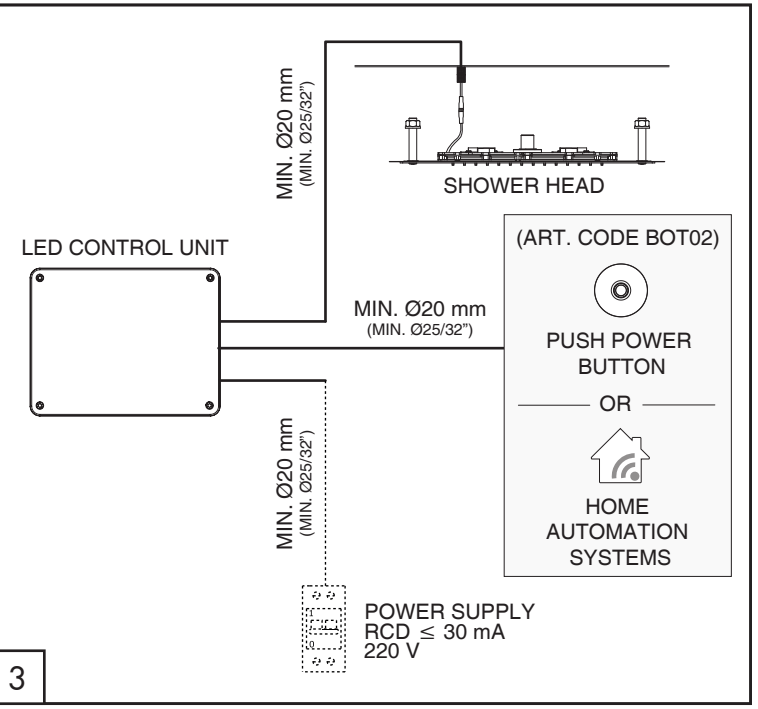 MIN. Ø20 mm
(MIN. Ø25/32")
SHOWER HEAD
LED CONTROL UNIT
(ART. CODE BOT02)
MIN. Ø20 mm
(MIN. Ø25/32")
PUSH POWER
BUTTON
OR
HOME
AUTOMATION
SYSTEMS
MIN. Ø20 mm
(MIN. Ø25/32")
1
0
POWER SUPPLY
RCD ≤ 30 mA
220 V
3